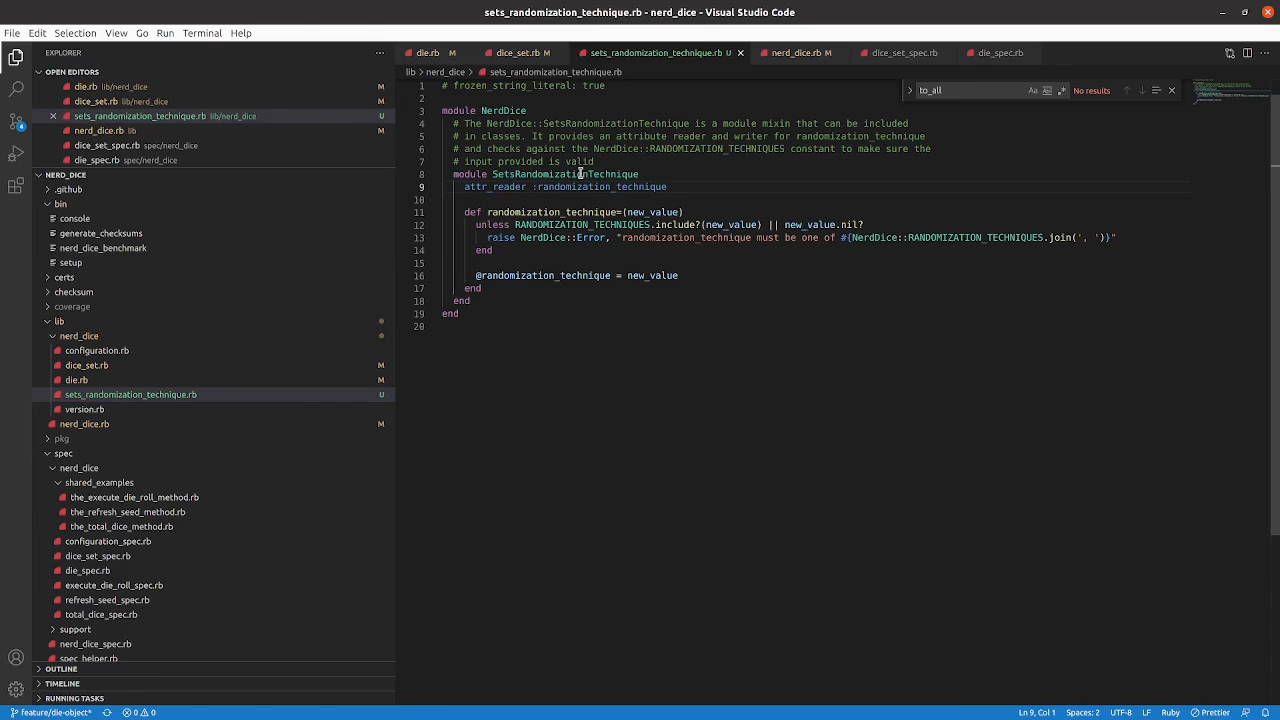 sets_randomization_technique.rb - nerd_dice - Visual Studio Code
File Edit Selection View Go Run Terminal Help
EXPLORER
OPEN EDITORS
die.rb lib/nerd_dice
dice_set.rb lib/nerd_dice
sets_randomization_technique.rb lib/nerd_dice U
nerd_dice.rb lib
dice_set_spec.rb spec/nerd_dice
die_spec.rb spec/nerd_dice
NERD_DICE
.github
bin
console
generate_checksums
nerd_dice_benchmark
setup
certs
checksum
coverage
lib
nerd_dice
configuration.rb
dice_set.rb M
die.rb M
sets_randomization_technique.rb U
version.rb
nerd_dice.rb M
pkg
spec
nerd_dice
shared_examples
the_execute_die_roll_method.rb
the_refresh_seed_method.rb
the_total_dice_method.rb
configuration_spec.rb
dice_set_spec.rb
die_spec.rb
execute_die_roll_spec.rb
refresh_seed_spec.rb
total_dice_spec.rb
support
nerd_dice_spec.rb
spec_helper.rb
OUTLINE
TIMELINE
RUNNING TASKS
M
M
U
M
4
die.rb M dice_set.rb M sets_randomization_technique.rb U nerd_dice.rb M dice_set_spec.rb die_spec.rb
lib nerd_dice sets_randomization_technique.rb
to_all Aa No results
1 # frozen_string_literal: true
2
3 module NerdDice
4 # The NerdDice::SetsRandomizationTechnique is a module mixin that can be included
5 # in classes. It provides an attribute reader and writer for randomization_technique
6 # and checks against the NerdDice::RANDOMIZATION_TECHNIQUES constant to make sure the
7 # input provided is valid
8 module SetsRandomizationTechnique
9 attr_reader :randomization_technique
10
11 def randomization_technique=(new_value)
12 unless RANDOMIZATION_TECHNIQUES.include?(new_value) || new_value.nil?
13 raise NerdDice::Error, "randomization_technique must be one of #{NerdDice::RANDOMIZATION_TECHNIQUES.join(', ')}"
14 end
15
16 @randomization_technique = new_value
17 end
18 end
19 end
20
feature/die-object* 0 0 Ln 9, Col 1 Spaces: 2 UTF-8 LF Ruby Prettier